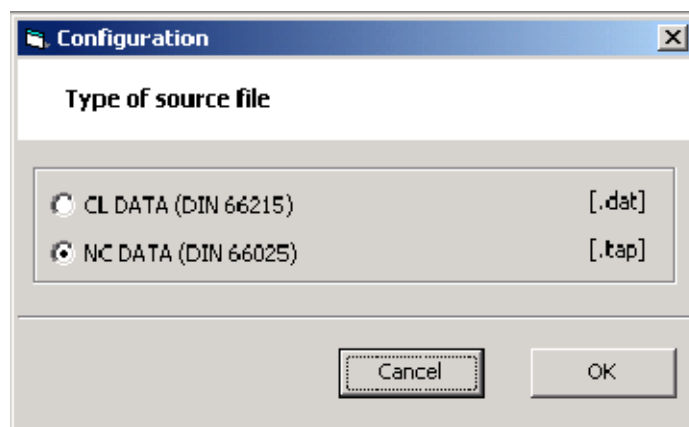 Configuration
Type of source file
CL DATA (DIN 66215) [.dat]
NC DATA (DIN 66025) [.tap]
Cancel OK